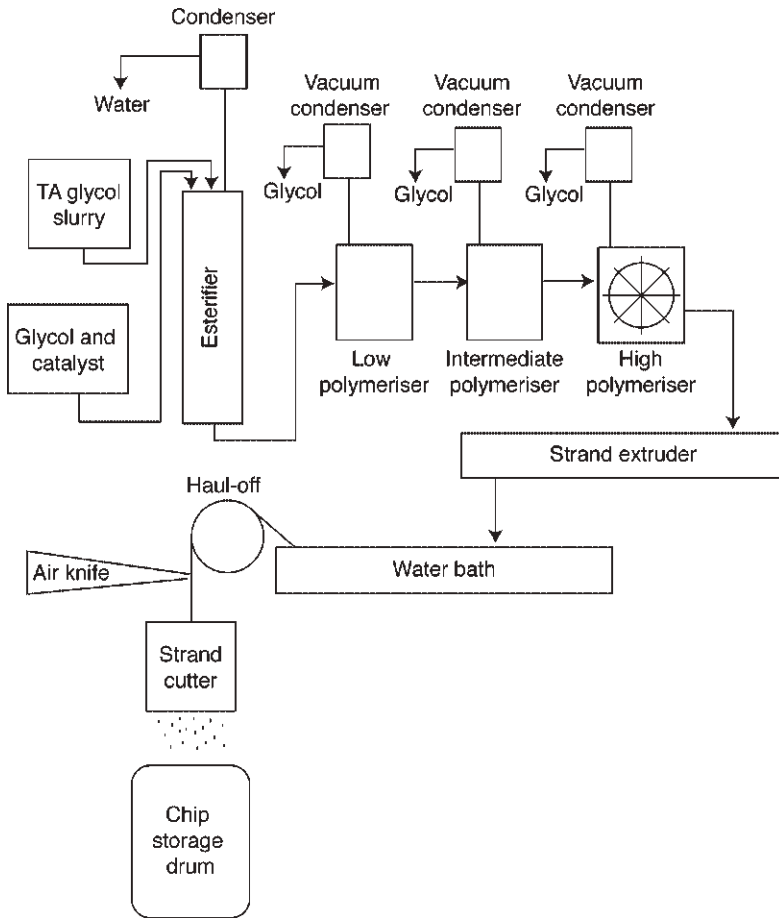 Condenser
Water
Vacuum
condenser
Vacuum
condenser
Vacuum
condenser
Glycol
Glycol
Glycol
TA glycol
slurry
Glycol and
catalyst
Esterifier
Low
polymeriser
Intermediate
polymeriser
High
polymeriser
Strand extruder
Haul-off
Water bath
Air knife
Strand
cutter
Chip
storage
drum